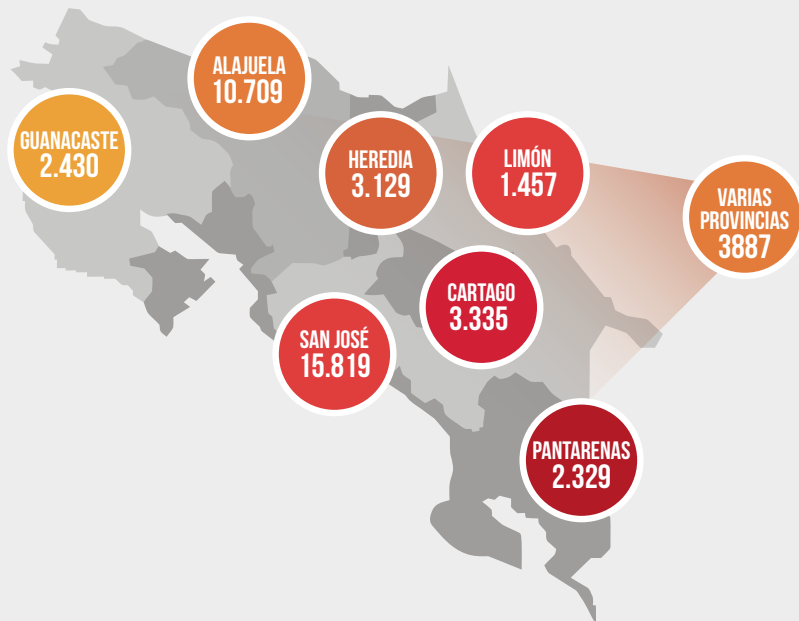 ALAJUELA
10.709
GUANACASTE
2.430
HEREDIA
3.129
LIMÓN
1.457
VARIAS
PROVINCIAS
3887
CARTAGO
3.335
SAN JOSÉ
15.819
PANTARENAS
2.329